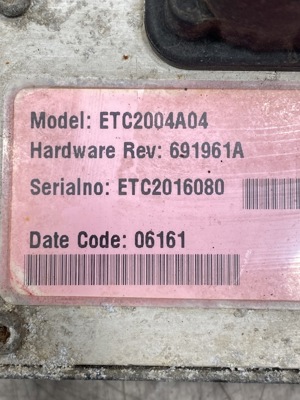 Model: ETC2004A04
Hardware Rev: 691961A
Serialno: ETC2016080
Date Code: 06161